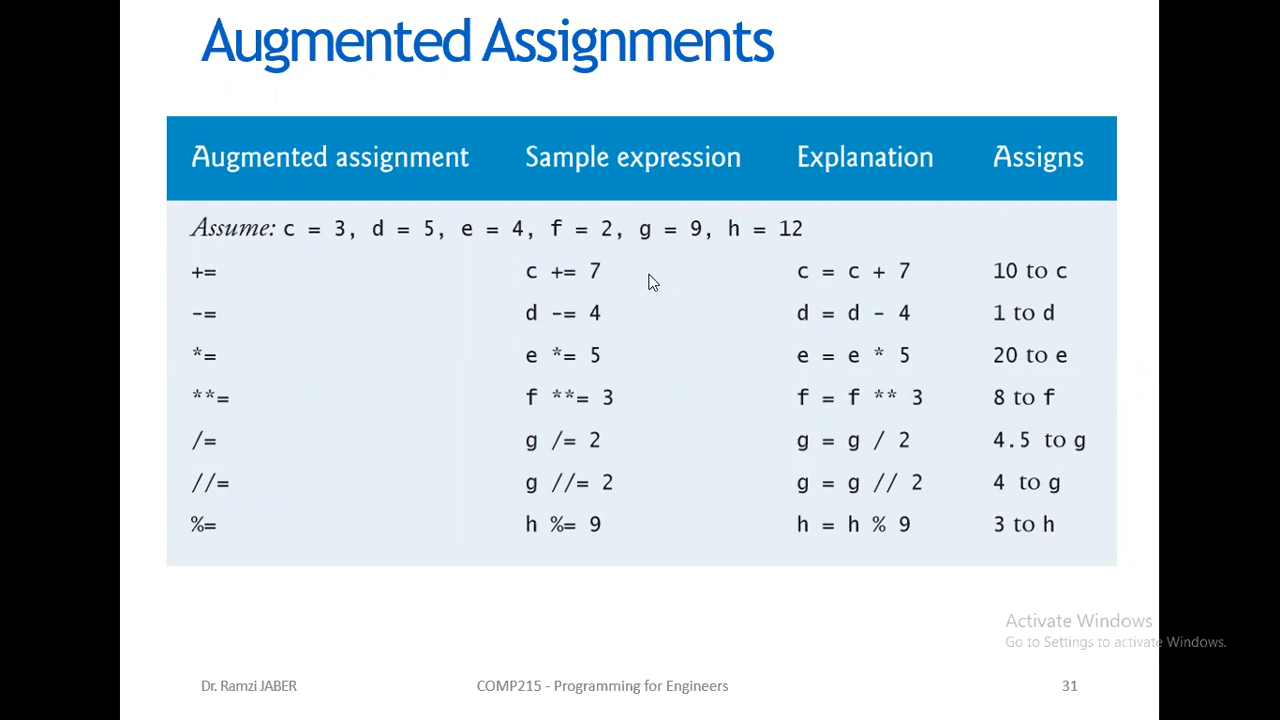 Augmented Assignments
Augmented assignment Sample expression Explanation Assigns
Assume: c = 3, d = 5, e = 4, f = 2, g = 9, h = 12
+= c += 7 c = c + 7 10 to c
-= d -= 4 d = d - 4 1 to d
*= e *= 5 e = e * 5 20 to e
**= f **= 3 f = f ** 3 8 to f
/= g /= 2 g = g / 2 4.5 to g
//= g //= 2 g = g // 2 4 to g
%= h %= 9 h = h % 9 3 to h
Activate Windows
Go to Settings to activate Windows.
Dr. Ramzi JABER COMP215 - Programming for Engineers 31